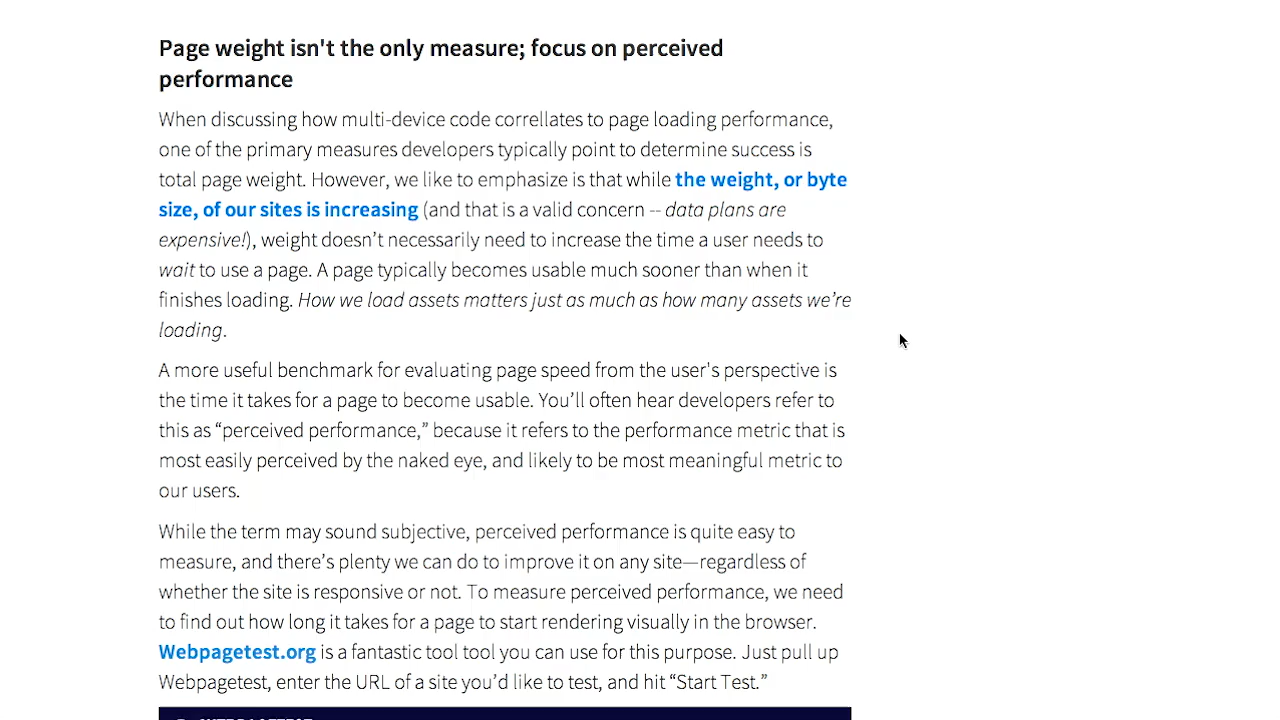 Page weight isn't the only measure; focus on perceived
performance
When discussing how multi-device code correllates to page loading performance,
one of the primary measures developers typically point to determine success is
total page weight. However, we like to emphasize is that while the weight, or byte
size, of our sites is increasing (and that is a valid concern -- data plans are
expensive!), weight doesn’t necessarily need to increase the time a user needs to
wait to use a page. A page typically becomes usable much sooner than when it
finishes loading. How we load assets matters just as much as how many assets we’re
loading.
A more useful benchmark for evaluating page speed from the user's perspective is
the time it takes for a page to become usable. You’ll often hear developers refer to
this as “perceived performance,” because it refers to the performance metric that is
most easily perceived by the naked eye, and likely to be most meaningful metric to
our users.
While the term may sound subjective, perceived performance is quite easy to
measure, and there’s plenty we can do to improve it on any site—regardless of
whether the site is responsive or not. To measure perceived performance, we need
to find out how long it takes for a page to start rendering visually in the browser.
Webpagetest.org is a fantastic tool tool you can use for this purpose. Just pull up
Webpagetest, enter the URL of a site you’d like to test, and hit “Start Test.”